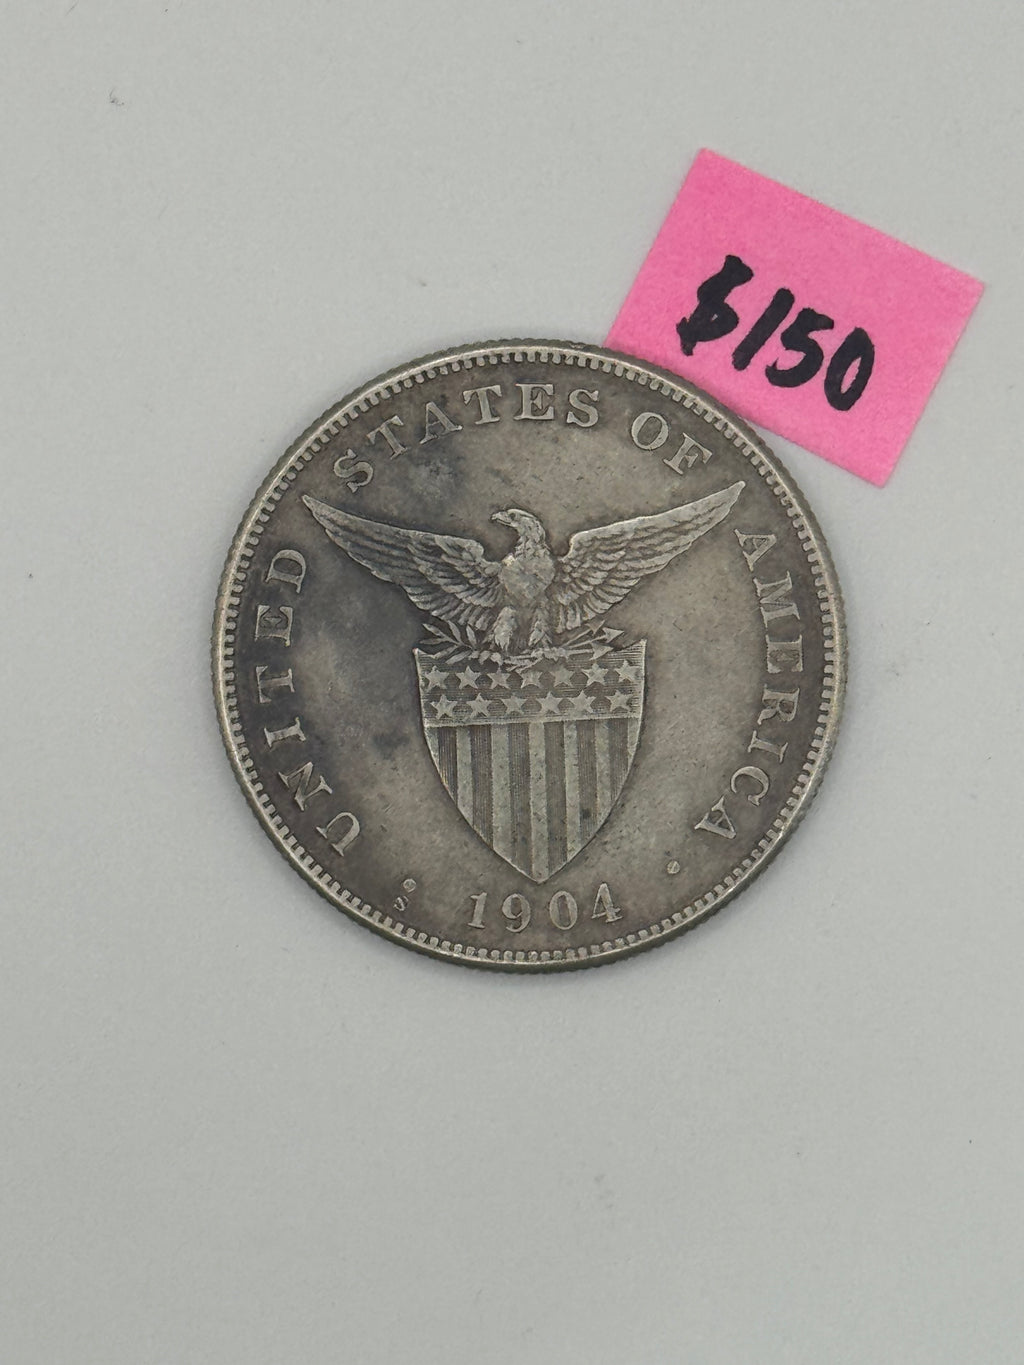 $150
UNITED STATES OF AMERICA
S
1904